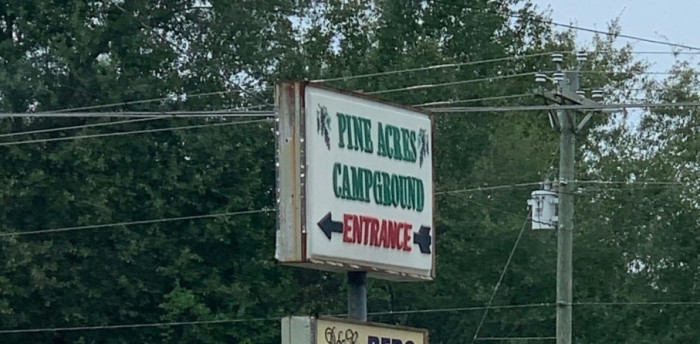 PINE ACRES
CAMPGROUND
ENTRANCE